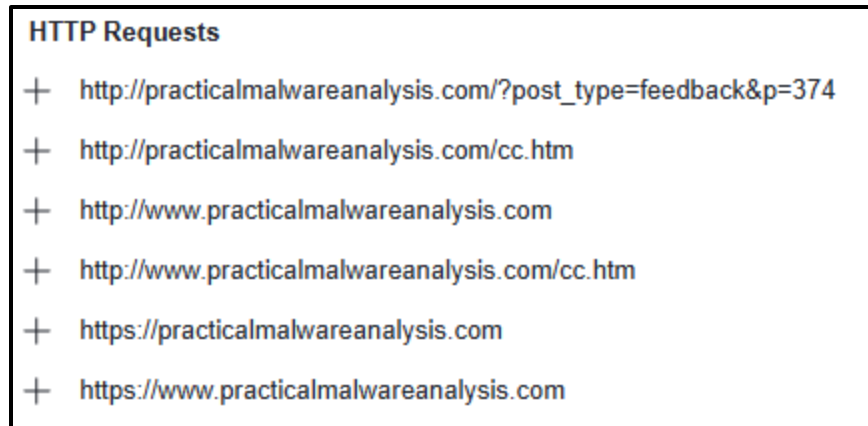 HTTP Requests
http://practicalmalwareanalysis.com/?post_type=feedback&p=374
http://practicalmalwareanalysis.com/cc.htm
http://www.practicalmalwareanalysis.com
http://www.practicalmalwareanalysis.com/cc.htm
https://practicalmalwareanalysis.com
https://www.practicalmalwareanalysis.com